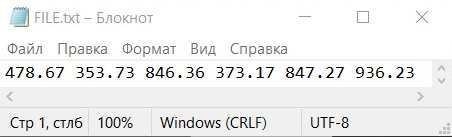 FILE.txt – Блокнот
Файл Правка Формат Вид Справка
478.67 353.73 846.36 373.17 847.27 936.23
Стр 1, стлб 100% Windows (CRLF) UTF-8